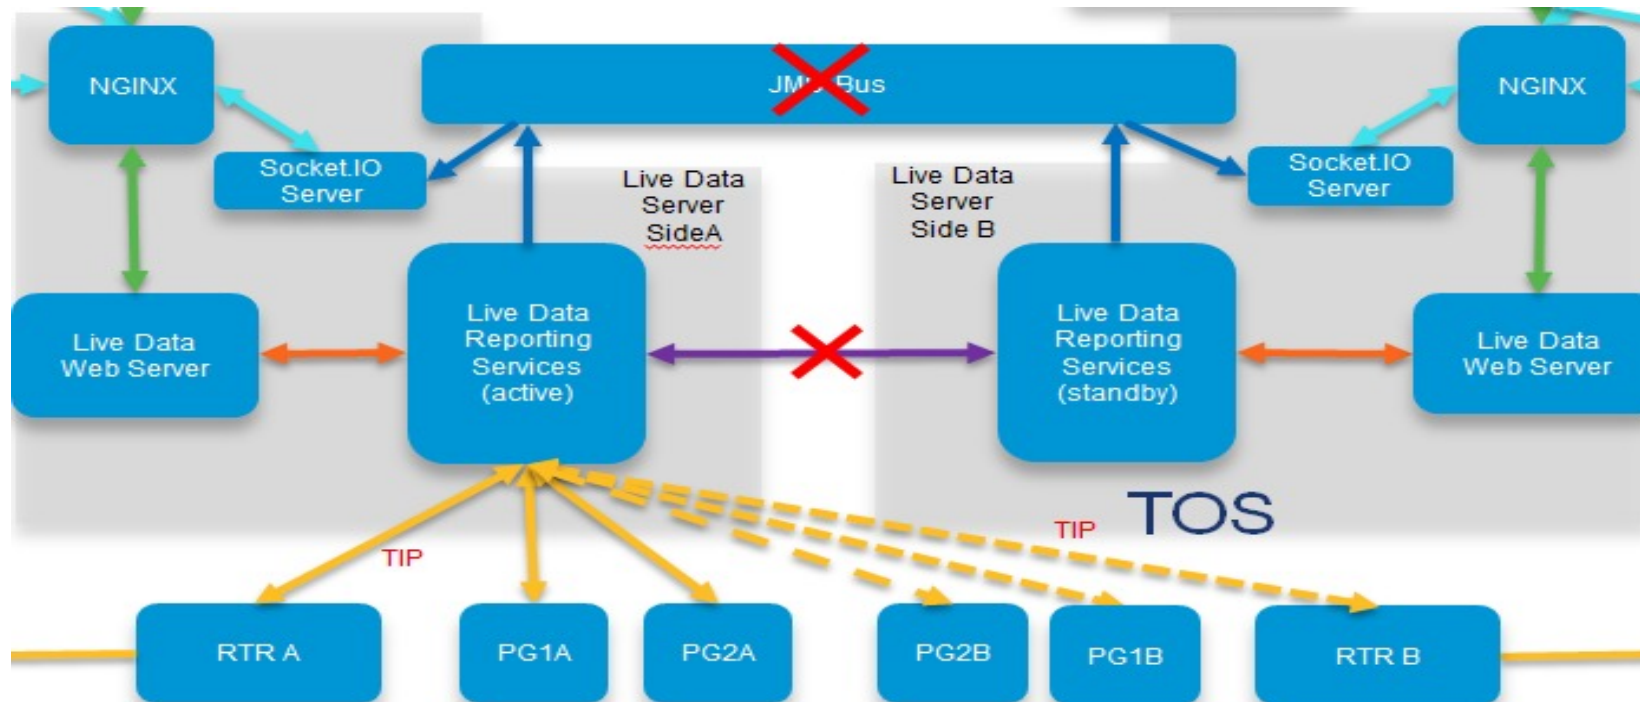 NGINX
JMS Bus
NGINX
Socket.IO
Server
Socket.IO
Server
Live Data
Server
SideA
Live Data
Server
Side B
Live Data
Web Server
Live Data
Reporting
Services
(active)
Live Data
Reporting
Services
(standby)
Live Data
Web Server
TOS
TIP
TIP
RTR A
PG1A
PG2A
PG2B
PG1B
RTR B